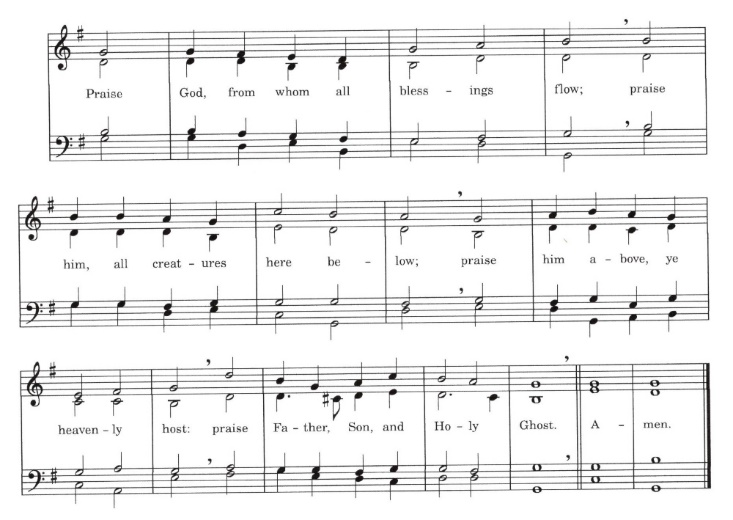 Praise God, from whom all bless - ings flow; praise
him, all creat - ures here be - low; praise him a - bove, ye
heaven - ly host: praise Fa - ther, Son, and Ho - ly Ghost. A - men.